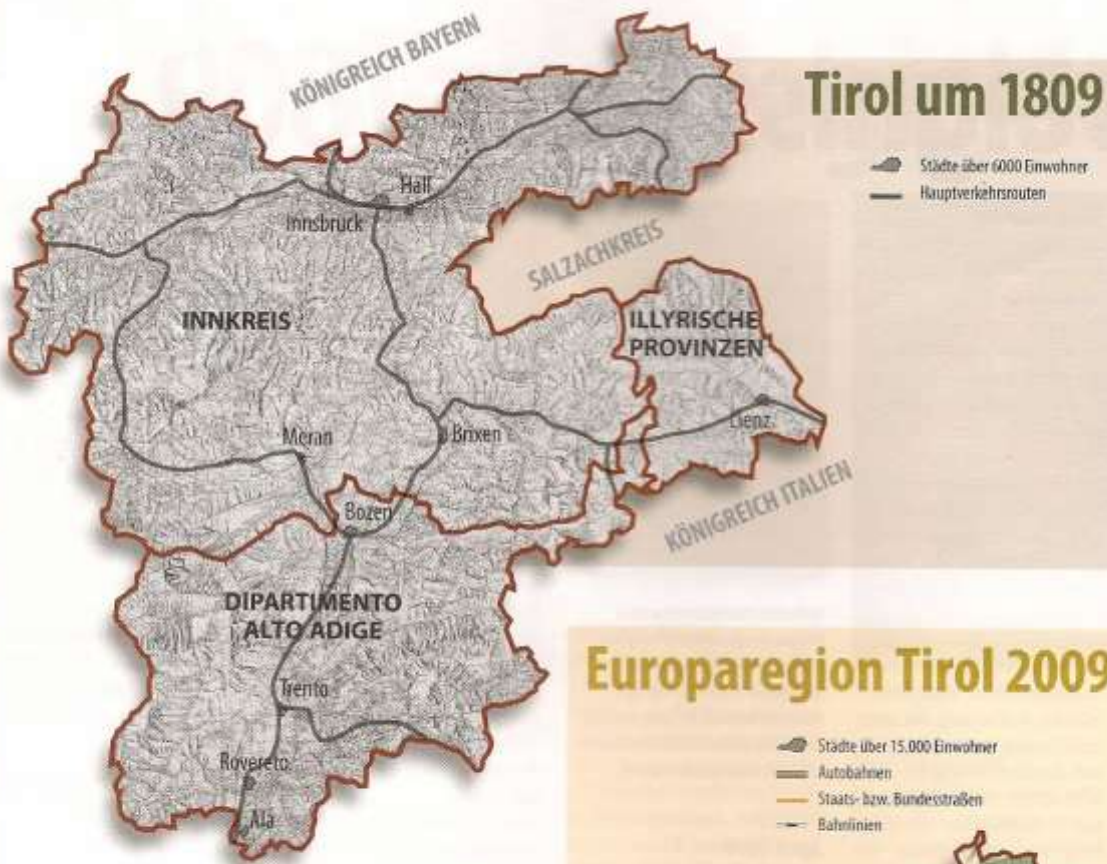 Tirol um 1809
Städte über 6000 Einwohner
Hauptverkehrsrouten
KÖNIGREICH BAYERN
Hall
Innsbruck
SALZACHKREIS
INNKREIS
ILLYRISCHE
PROVINZEN
Lienz
Meran
Brixen
Bozen
KÖNIGREICH ITALIEN
DIPARTIMENTO
ALTO ADIGE
Trento
Rovereto
Ala
Europaregion Tirol 2009
Städte über 15.000 Einwohner
Autobahnen
Staats- bzw. Bundesstraßen
Bahnlinien